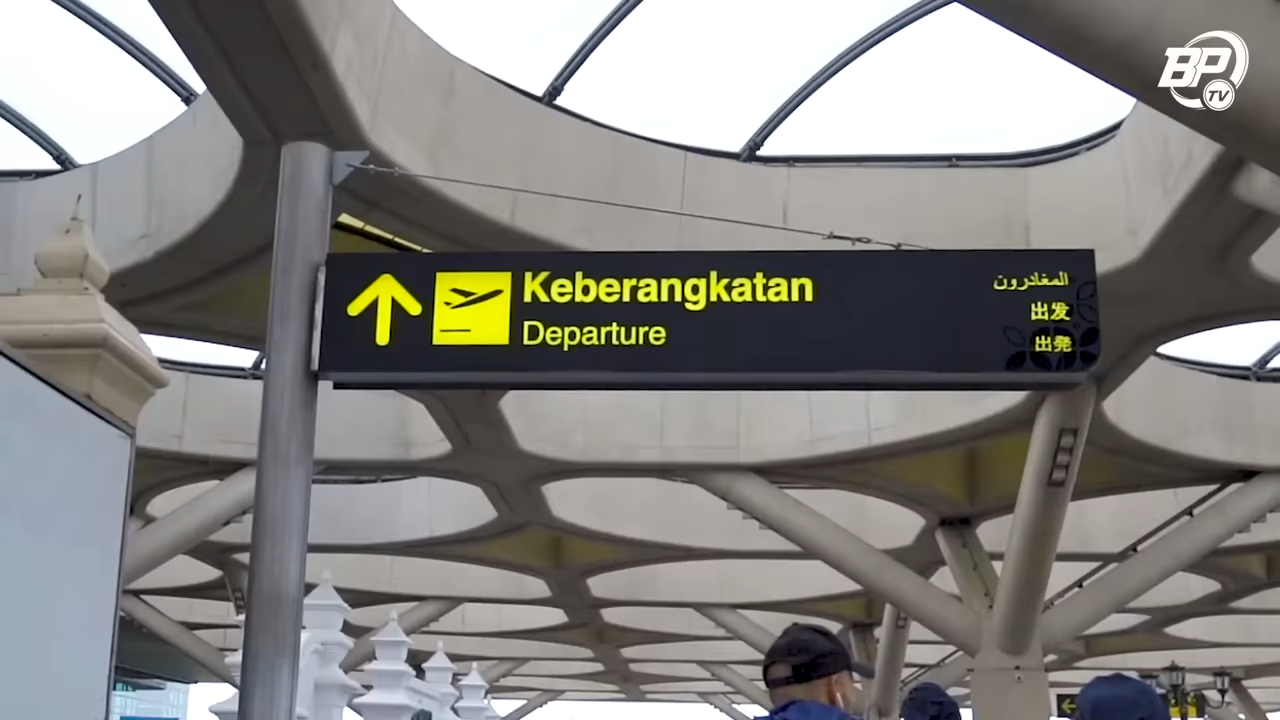 BP
TV
Keberangkatan
Departure
المغادرون
出发
出発